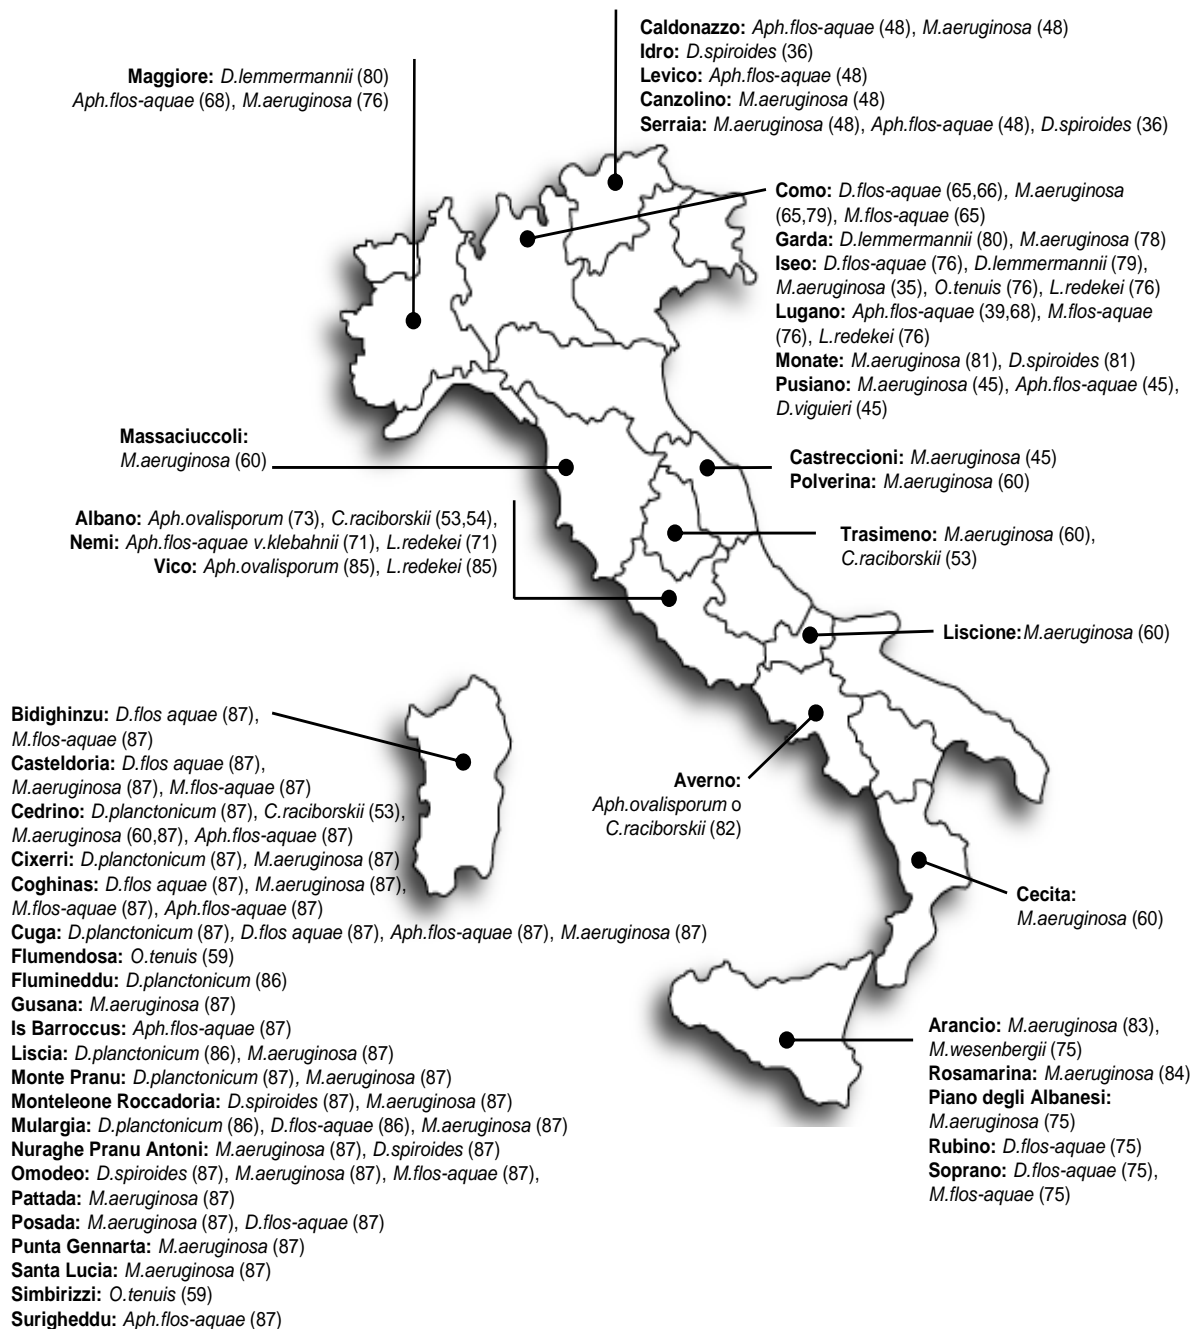 Caldonazzo: Aph.flos-aquae (48), M.aeruginosa (48)
Idro: D.spiroides (36)
Levico: Aph.flos-aquae (48)
Canzolino: M.aeruginosa (48)
Serraia: M.aeruginosa (48), Aph.flos-aquae (48), D.spiroides (36)
Maggiore: D.lemmermannii (80)
Aph.flos-aquae (68), M.aeruginosa (76)
Como: D.flos-aquae (65,66), M.aeruginosa
(65,79), M.flos-aquae (65)
Garda: D.lemmermannii (80), M.aeruginosa (78)
Iseo: D.flos-aquae (76), D.lemmermannii (79),
M.aeruginosa (35), O.tenuis (76), L.redekei (76)
Lugano: Aph.flos-aquae (39,68), M.flos-aquae
(76), L.redekei (76)
Monate: M.aeruginosa (81), D.spiroides (81)
Pusiano: M.aeruginosa (45), Aph.flos-aquae (45),
D.viguieri (45)
Massaciuccoli:
M.aeruginosa (60)
Castreccioni: M.aeruginosa (45)
Polverina: M.aeruginosa (60)
Albano: Aph.ovalisporum (73), C.raciborskii (53,54),
Nemi: Aph.flos-aquae v.klebahnii (71), L.redekei (71)
Vico: Aph.ovalisporum (85), L.redekei (85)
Trasimeno: M.aeruginosa (60),
C.raciborskii (53)
Liscione:M.aeruginosa (60)
Averno:
Aph.ovalisporum o
C.raciborskii (82)
Cecita:
M.aeruginosa (60)
Bidighinzu: D.flos aquae (87),
M.flos-aquae (87)
Casteldoria: D.flos aquae (87),
M.aeruginosa (87), M.flos-aquae (87)
Cedrino: D.planctonicum (87), C.raciborskii (53),
M.aeruginosa (60,87), Aph.flos-aquae (87)
Cixerri: D.planctonicum (87), M.aeruginosa (87)
Coghinas: D.flos aquae (87), M.aeruginosa (87),
M.flos-aquae (87), Aph.flos-aquae (87)
Cuga: D.planctonicum (87), D.flos aquae (87), Aph.flos-aquae (87), M.aeruginosa (87)
Flumendosa: O.tenuis (59)
Flumineddu: D.planctonicum (86)
Gusana: M.aeruginosa (87)
Is Barroccus: Aph.flos-aquae (87)
Liscia: D.planctonicum (86), M.aeruginosa (87)
Monte Pranu: D.planctonicum (87), M.aeruginosa (87)
Monteleone Roccadoria: D.spiroides (87), M.aeruginosa (87)
Mulargia: D.planctonicum (86), D.flos-aquae (86), M.aeruginosa (87)
Nuraghe Pranu Antoni: M.aeruginosa (87), D.spiroides (87)
Omodeo: D.spiroides (87), M.aeruginosa (87), M.flos-aquae (87),
Pattada: M.aeruginosa (87)
Posada: M.aeruginosa (87), D.flos-aquae (87)
Punta Gennarta: M.aeruginosa (87)
Santa Lucia: M.aeruginosa (87)
Simbirizzi: O.tenuis (59)
Surigheddu: Aph.flos-aquae (87)
Arancio: M.aeruginosa (83),
M.wesenbergii (75)
Rosamarina: M.aeruginosa (84)
Piano degli Albanesi:
M.aeruginosa (75)
Rubino: D.flos-aquae (75)
Soprano: D.flos-aquae (75),
M.flos-aquae (75)